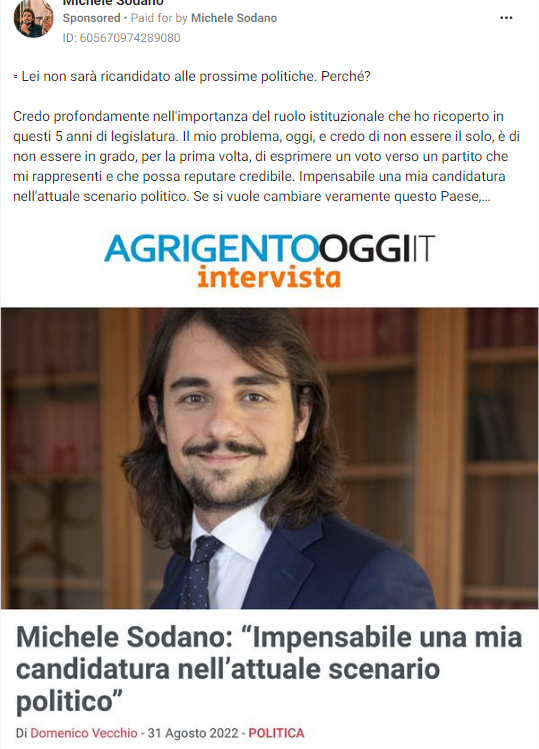 Michele Sodano
Sponsored • Paid for by Michele Sodano
ID: 605670974289080
▫ Lei non sarà ricandidato alle prossime politiche. Perché?
Credo profondamente nell'importanza del ruolo istituzionale che ho ricoperto in
questi 5 anni di legislatura. Il mio problema, oggi, e credo di non essere il solo, è di
non essere in grado, per la prima volta, di esprimere un voto verso un partito che
mi rappresenti e che possa reputare credibile. Impensabile una mia candidatura
nell'attuale scenario politico. Se si vuole cambiare veramente questo Paese,...
AGRIGENTOOGGIIT
intervista
Michele Sodano: “Impensabile una mia
candidatura nell’attuale scenario
politico”
Di Domenico Vecchio - 31 Agosto 2022 - POLITICA